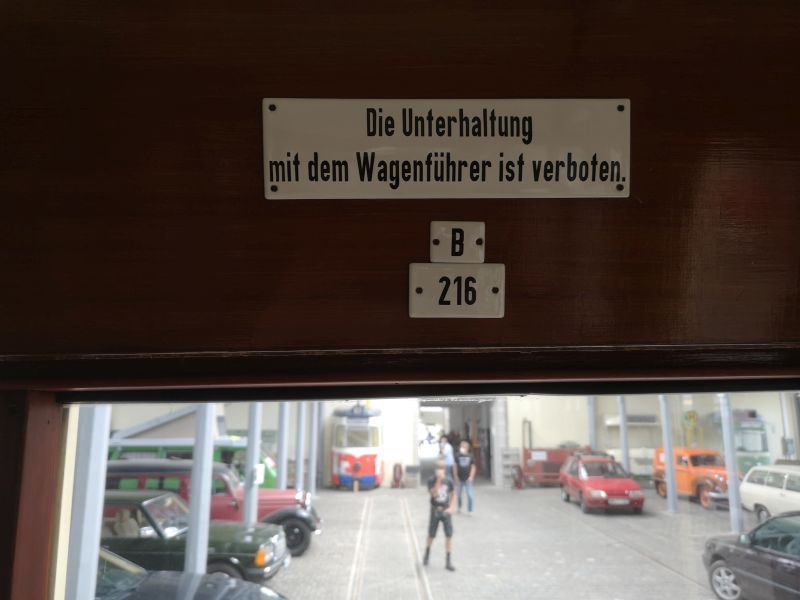 Die Unterhaltung
mit dem Wagenführer ist verboten.
B
216